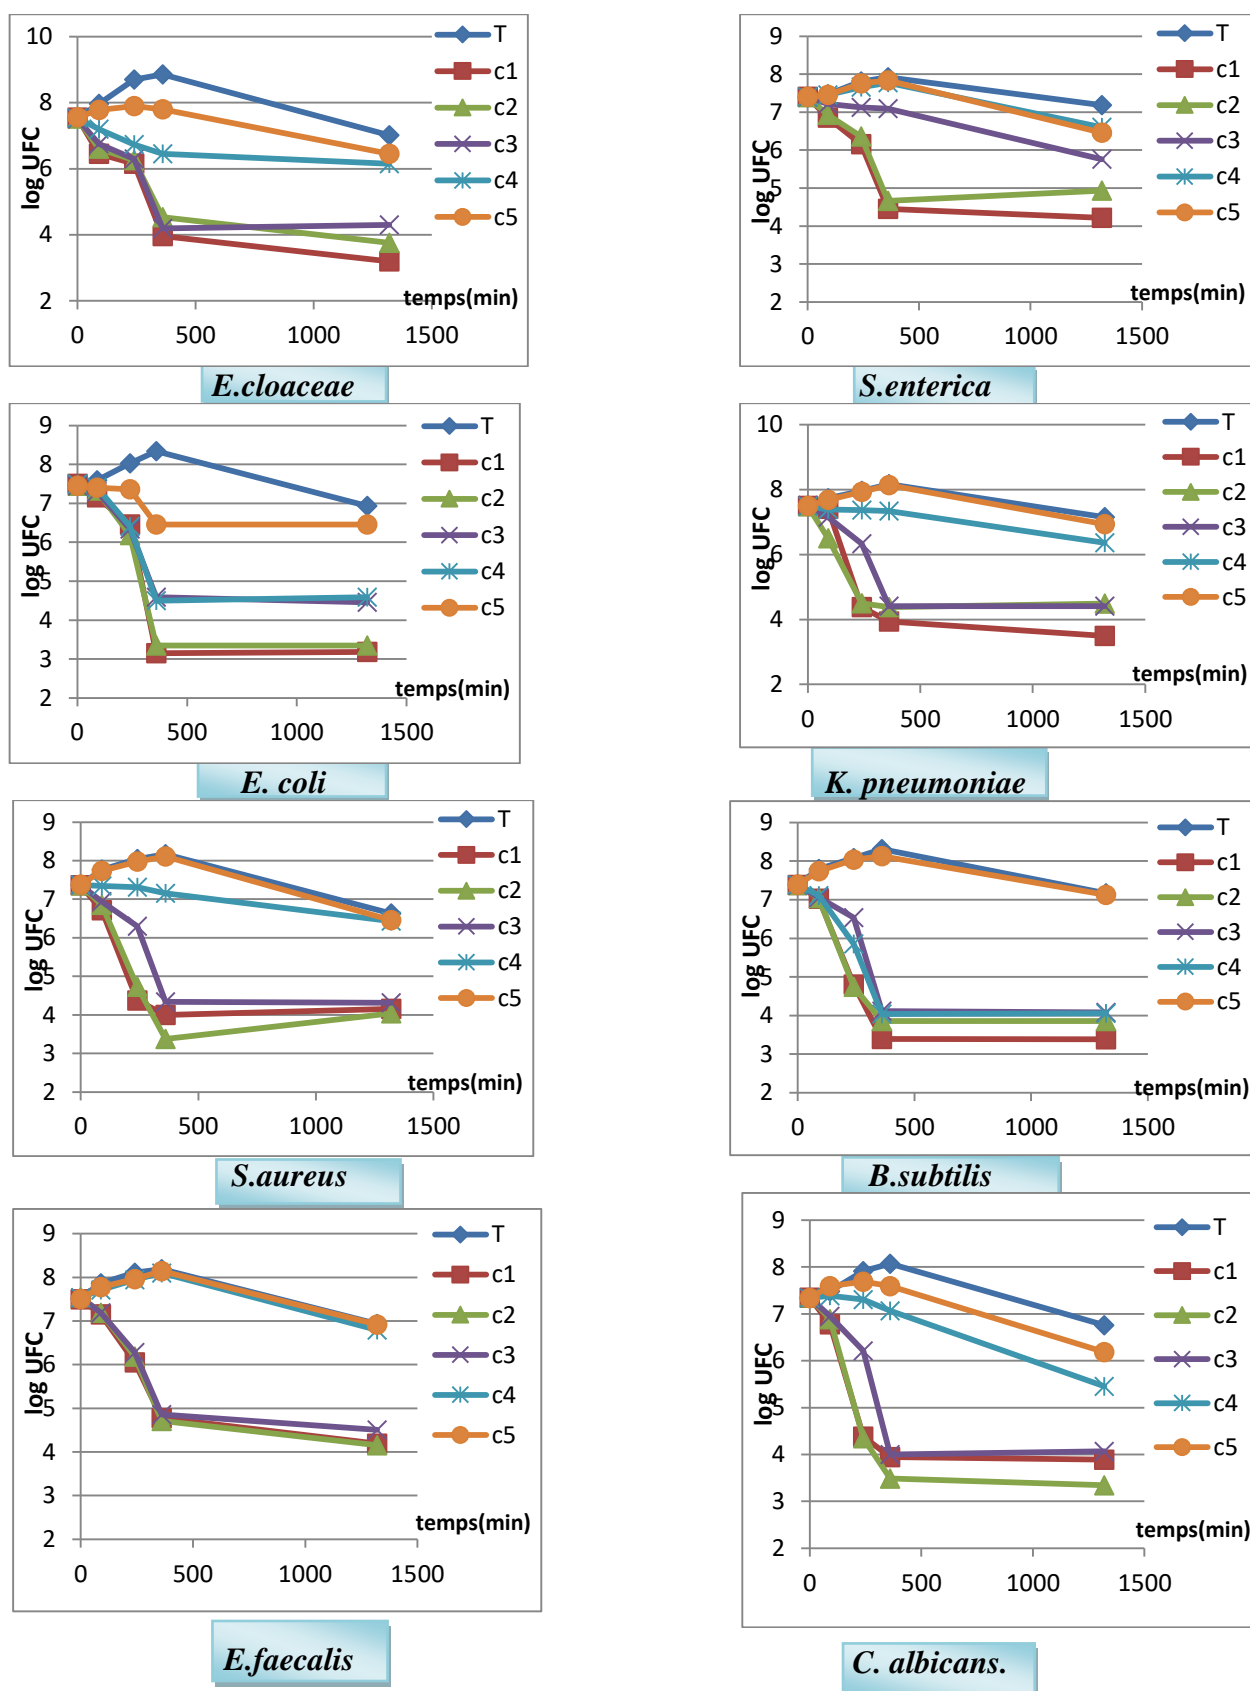 10
8
6
4
2
log UFC
0
500
1000
1500
temps(min)
T
c1
c2
c3
c4
c5
E.cloaceae
9
8
7
6
5
4
3
2
log UFC
0
1000
1500
temps(min)
T
c1
c2
c3
c4
c5
S.enterica
9
8
7
6
5
4
3
2
log UFC
0
500
1000
1500
temps(min)
T
c1
c2
c3
c4
c5
E. coli
10
8
6
4
2
log UFC
0
500
1000
1500
temps(min)
T
c1
c2
c3
c4
c5
K. pneumoniae
9
8
7
6
5
4
3
2
log UFC
0
500
1000
1500
temps(min)
T
c1
c2
c3
c4
c5
S.aureus
9
8
7
6
5
4
3
2
log UFC
0
500
1000
1500
temps(min)
T
c1
c2
c3
c4
c5
B.subtilis
9
8
7
6
5
4
3
2
log UFC
0
500
1000
1500
temps(min)
T
c1
c2
c3
c4
c5
E.faecalis
9
8
7
6
5
4
3
2
log UFC
0
500
1000
1500
temps(min)
T
c1
c2
c3
c4
c5
C. albicans.